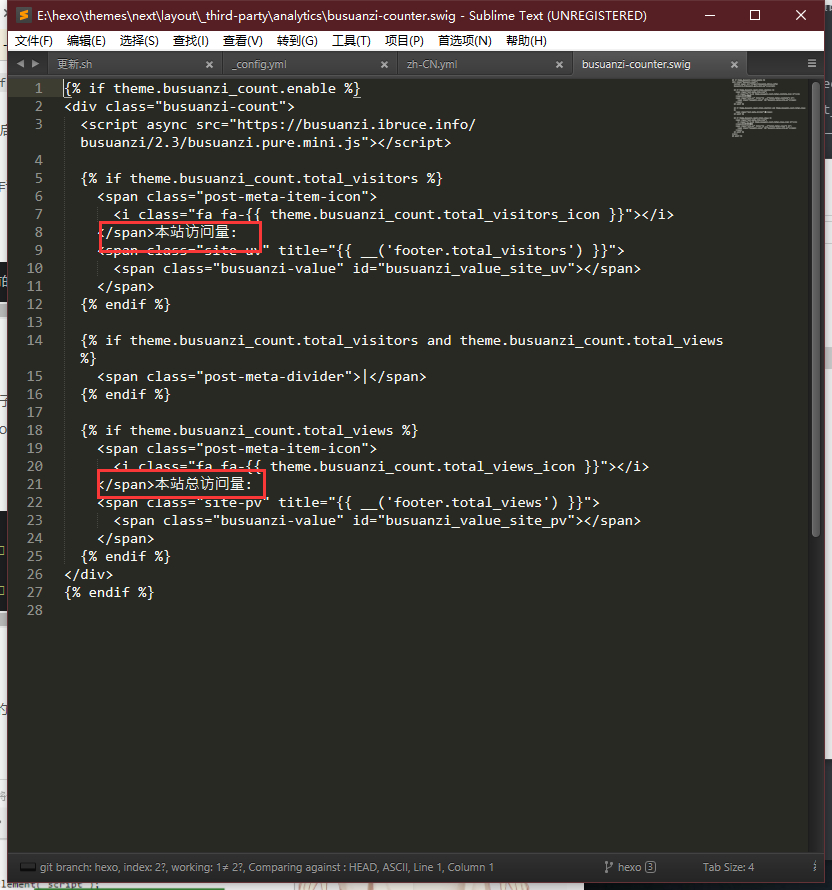 E:\hexo\themes\next\layout\_third-party\analytics\busuanzi-counter.swig - Sublime Text (UNREGISTERED)
文件(F) 编辑(E) 选择(S) 查找(I) 查看(V) 转到(G) 工具(T) 项目(P) 首选项(N) 帮助(H)
更新.sh × _config.yml × zh-CN.yml × busuanzi-counter.swig ×
1 {% if theme.busuanzi_count.enable %}
2 <div class="busuanzi-count">
3 <script async src="https://busuanzi.ibruce.info/
busuanzi/2.3/busuanzi.pure.mini.js"></script>
4
5 {% if theme.busuanzi_count.total_visitors %}
6 <span class="post-meta-item-icon">
7 <i class="fa fa-{{ theme.busuanzi_count.total_visitors_icon }}"></i>
8 </span>本站访问量:
9 <span class="site-uv" title="{{ __('footer.total_visitors') }}">
10 <span class="busuanzi-value" id="busuanzi_value_site_uv"></span>
11 </span>
12 {% endif %}
13
14 {% if theme.busuanzi_count.total_visitors and theme.busuanzi_count.total_views
%}
15 <span class="post-meta-divider">|</span>
16 {% endif %}
17
18 {% if theme.busuanzi_count.total_views %}
19 <span class="post-meta-item-icon">
20 <i class="fa fa-{{ theme.busuanzi_count.total_views_icon }}"></i>
21 </span>本站总访问量:
22 <span class="site-pv" title="{{ __('footer.total_views') }}">
23 <span class="busuanzi-value" id="busuanzi_value_site_pv"></span>
24 </span>
25 {% endif %}
26 </div>
27 {% endif %}
28
git branch: hexo, index: 2?, working: 1≠ 2?, Comparing against : HEAD, ASCII, Line 1, Column 1 hexo 3 Tab Size: 4